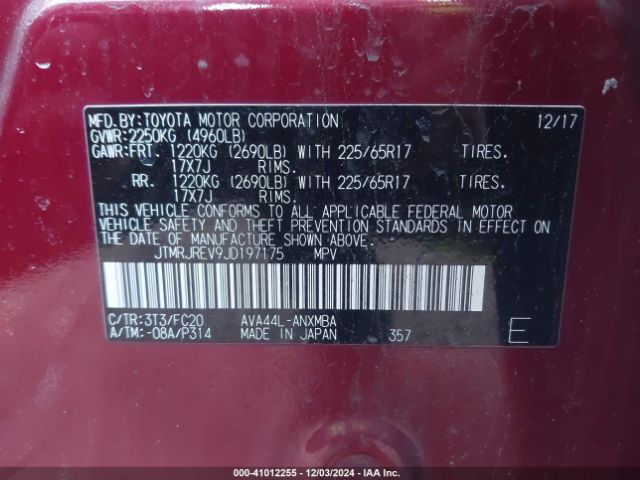 MFD.BY:TOYOTA MOTOR CORPORATION 12/17
GVWR:2250KG (4960LB)
GAWR:FRT. 1220KG (2690LB) WITH 225/65R17 TIRES.
17X7J RIMS.
RR. 1220KG (2690LB) WITH 225/65R17 TIRES.
17X7J RIMS.
THIS VEHICLE CONFORMS TO ALL APPLICABLE FEDERAL MOTOR
VEHICLE SAFETY AND THEFT PREVENTION STANDARDS IN EFFECT ON
THE DATE OF MANUFACTURE SHOWN ABOVE.
JTMRJREV9JD197175 MPV
C/TR:3T3/FC20 AVA44L-ANXMBA
A/TM:-08A/P314 MADE IN JAPAN 357 E
000-41012255 - 12/03/2024 - IAA Inc.